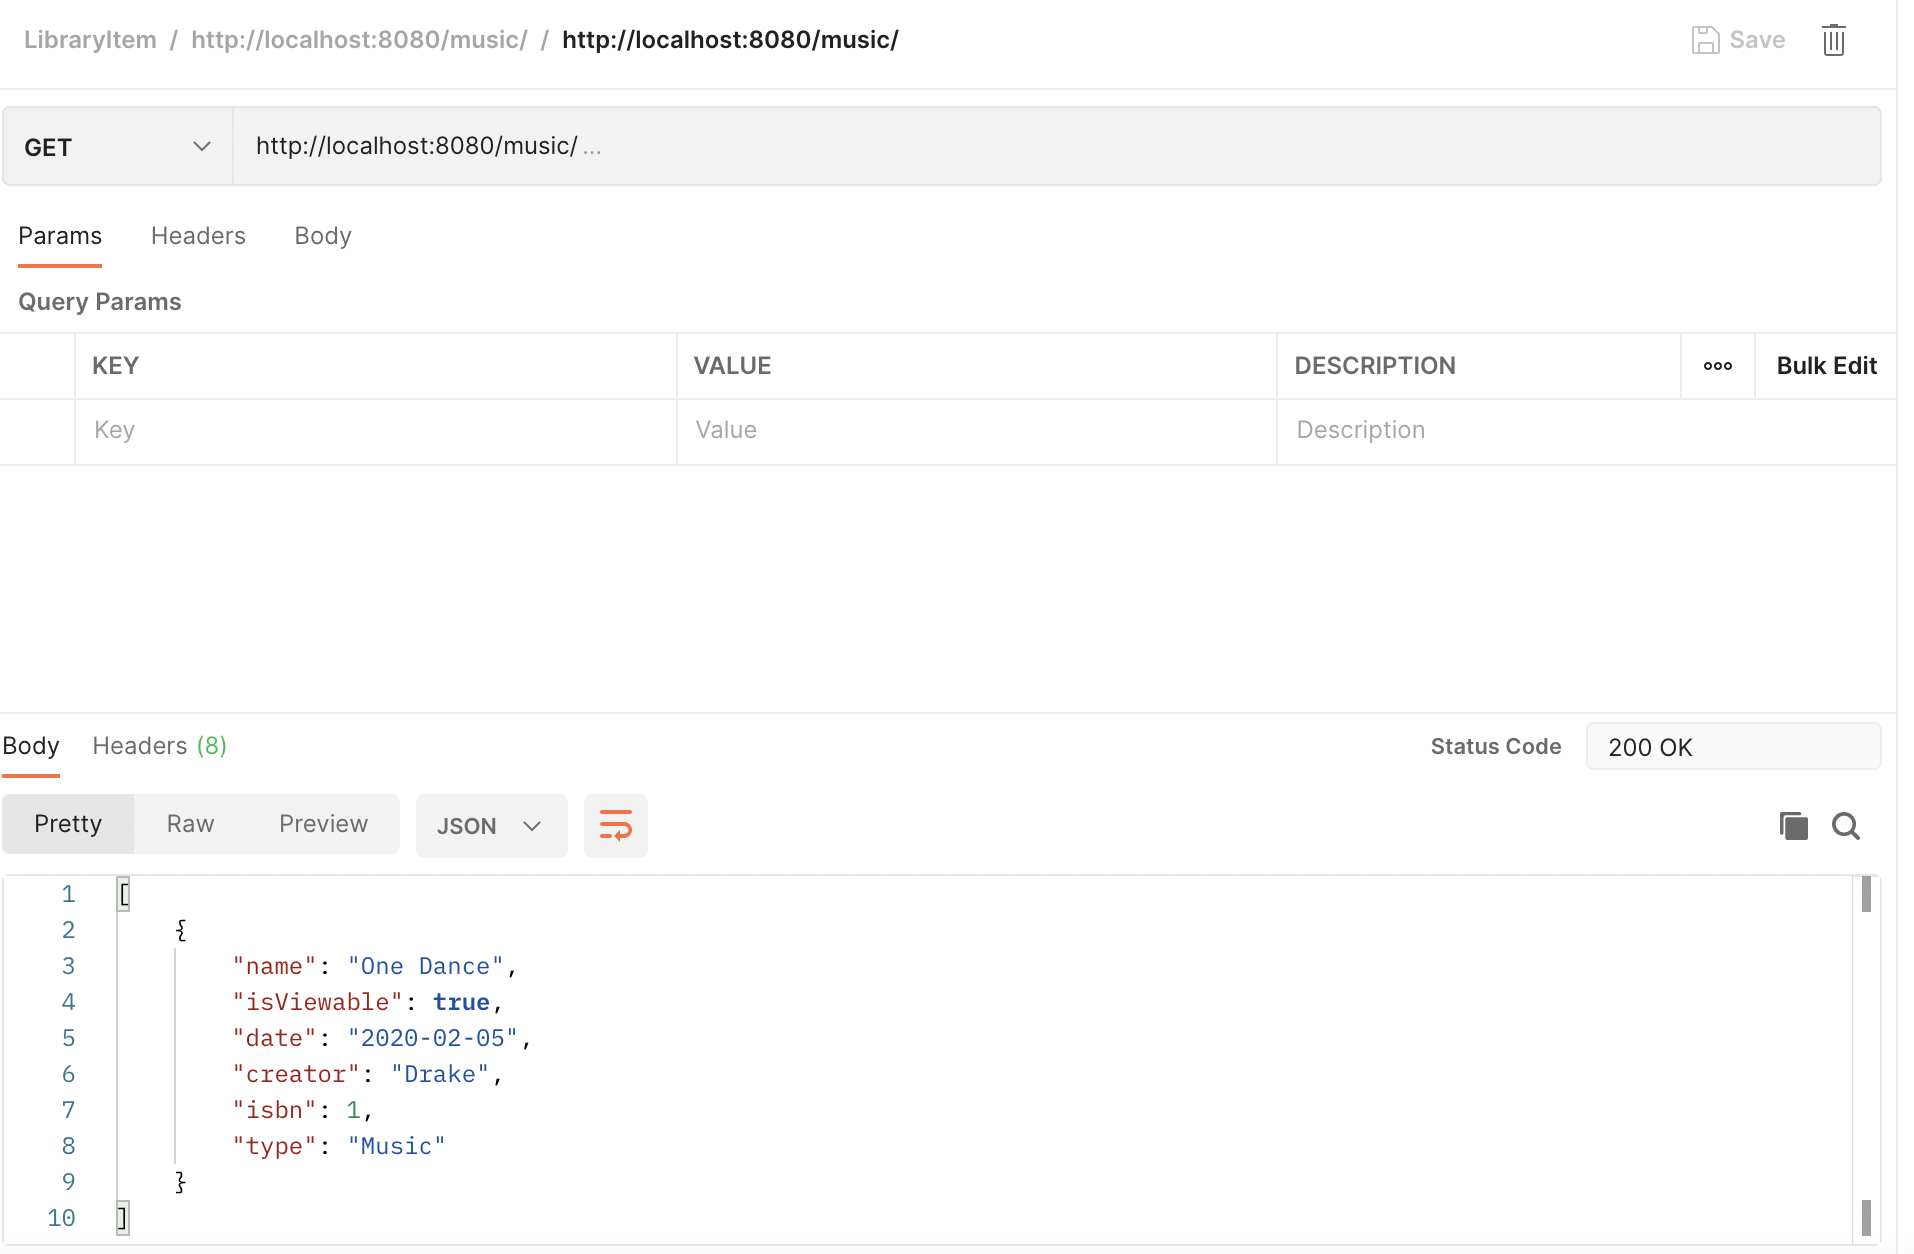 LibraryItem / http://localhost:8080/music/ / http://localhost:8080/music/ Save
GET http://localhost:8080/music/ ...
Params Headers Body
Query Params
KEY VALUE DESCRIPTION ooo Bulk Edit
Key Value Description
Body Headers (8) Status Code 200 OK
Pretty Raw Preview JSON
1 [
2 {
3 "name": "One Dance",
4 "isViewable": true,
5 "date": "2020-02-05",
6 "creator": "Drake",
7 "isbn": 1,
8 "type": "Music"
9 }
10 ]